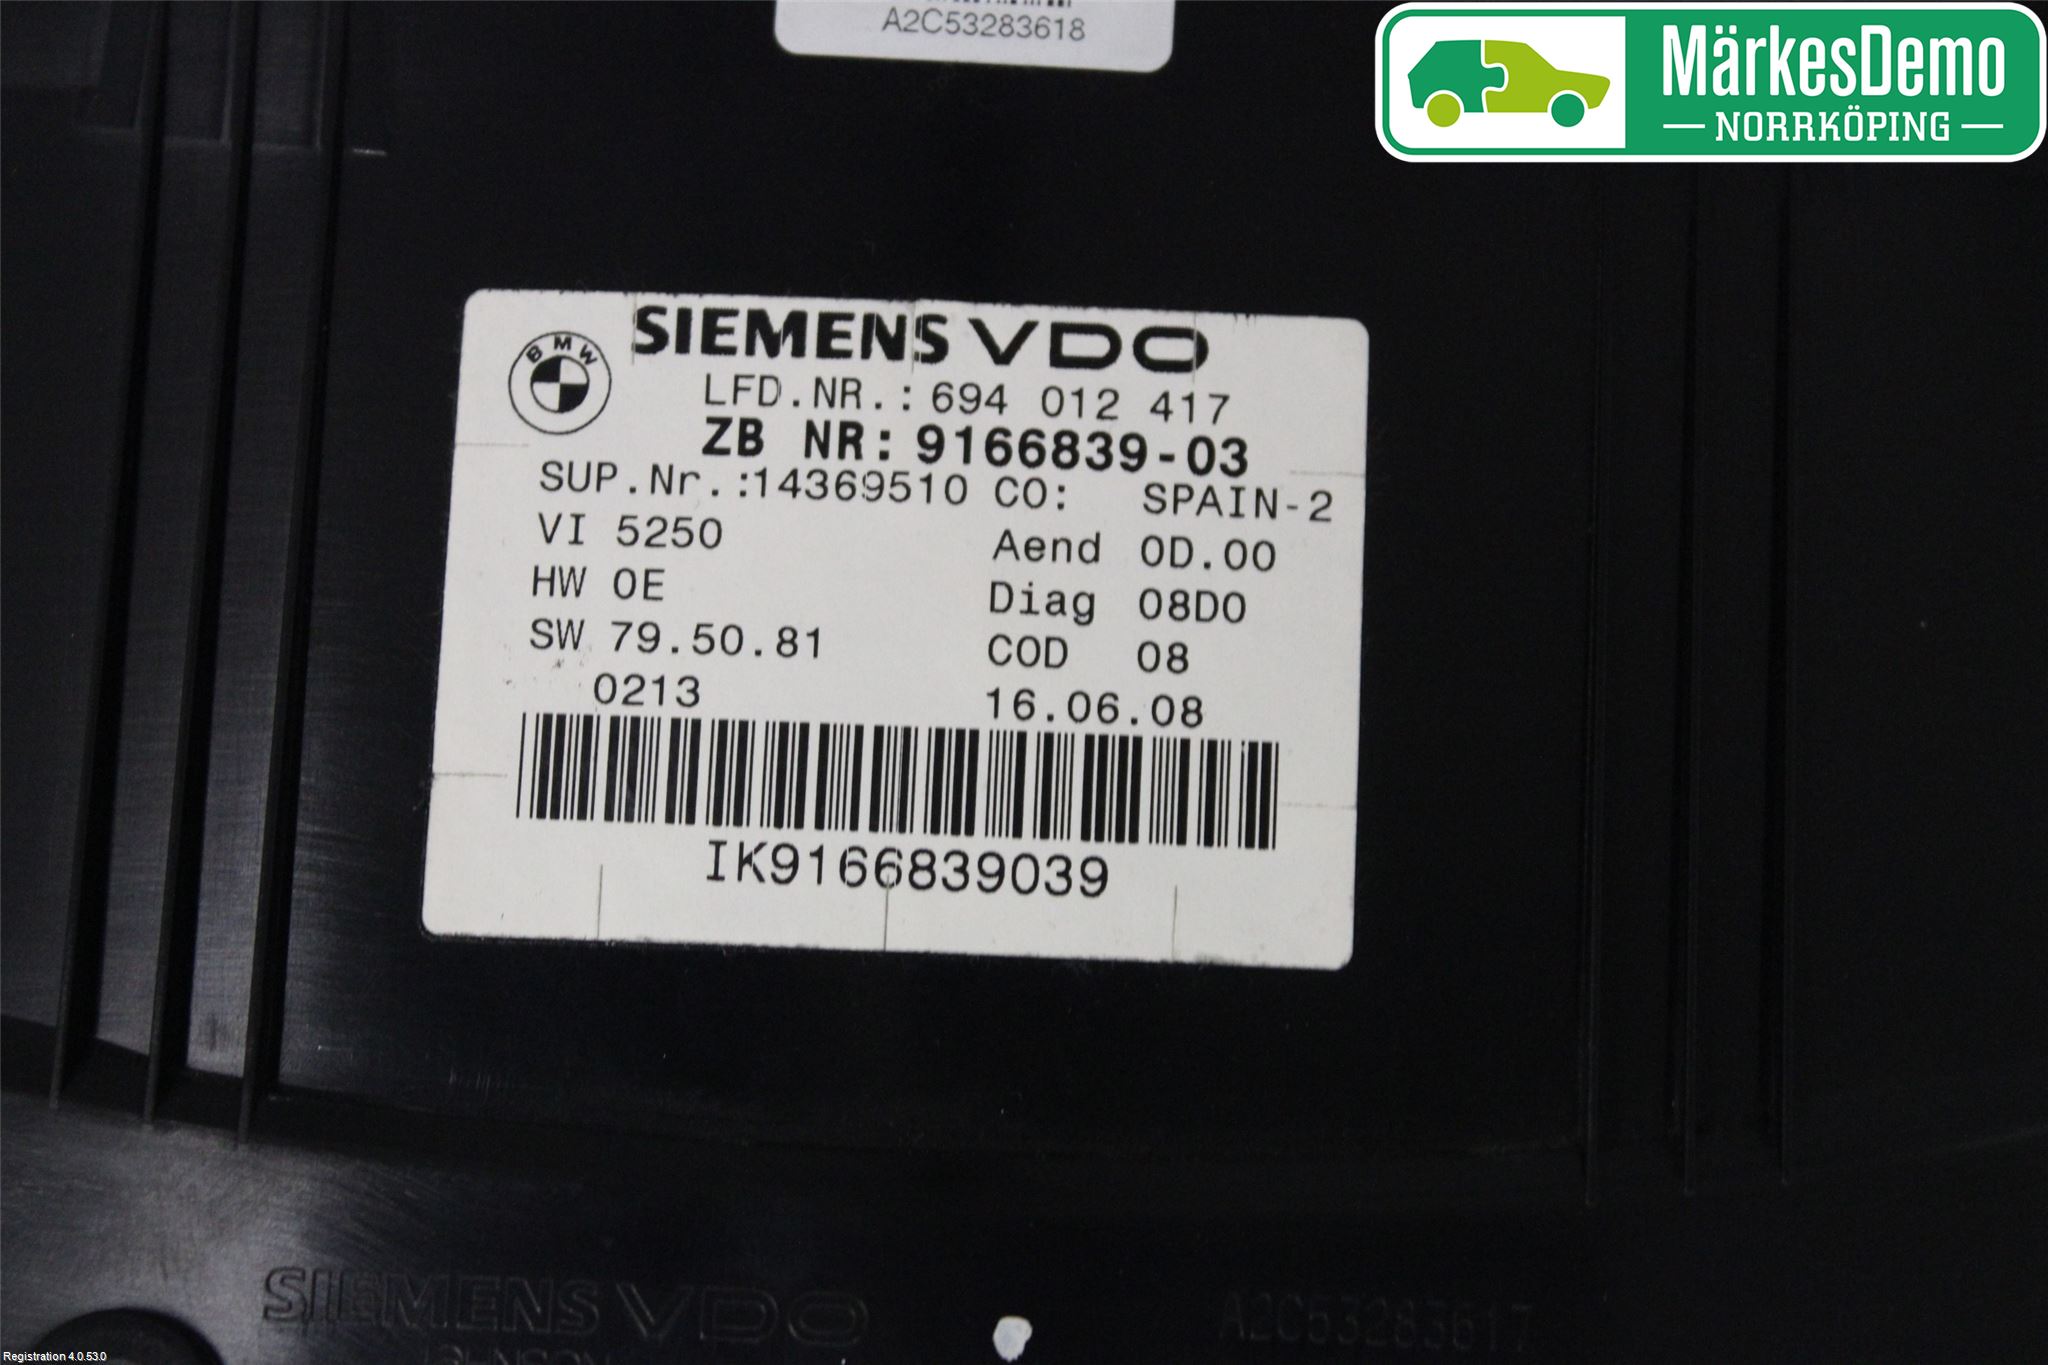 A2C53283618
MärkesDemo
NORRKÖPING
BMW
SIEMENS VDO
LFD.NR.: 694 012 417
ZB NR: 9166839-03
SUP.Nr.:14369510 CO: SPAIN-2
VI 5250 Aend 0D.00
HW 0E Diag 08D0
SW 79.50.81 COD 08
0213 16.06.08
IK9166839039
SIEMENS VDO
A2C53283617
Registration 4.0.53.0